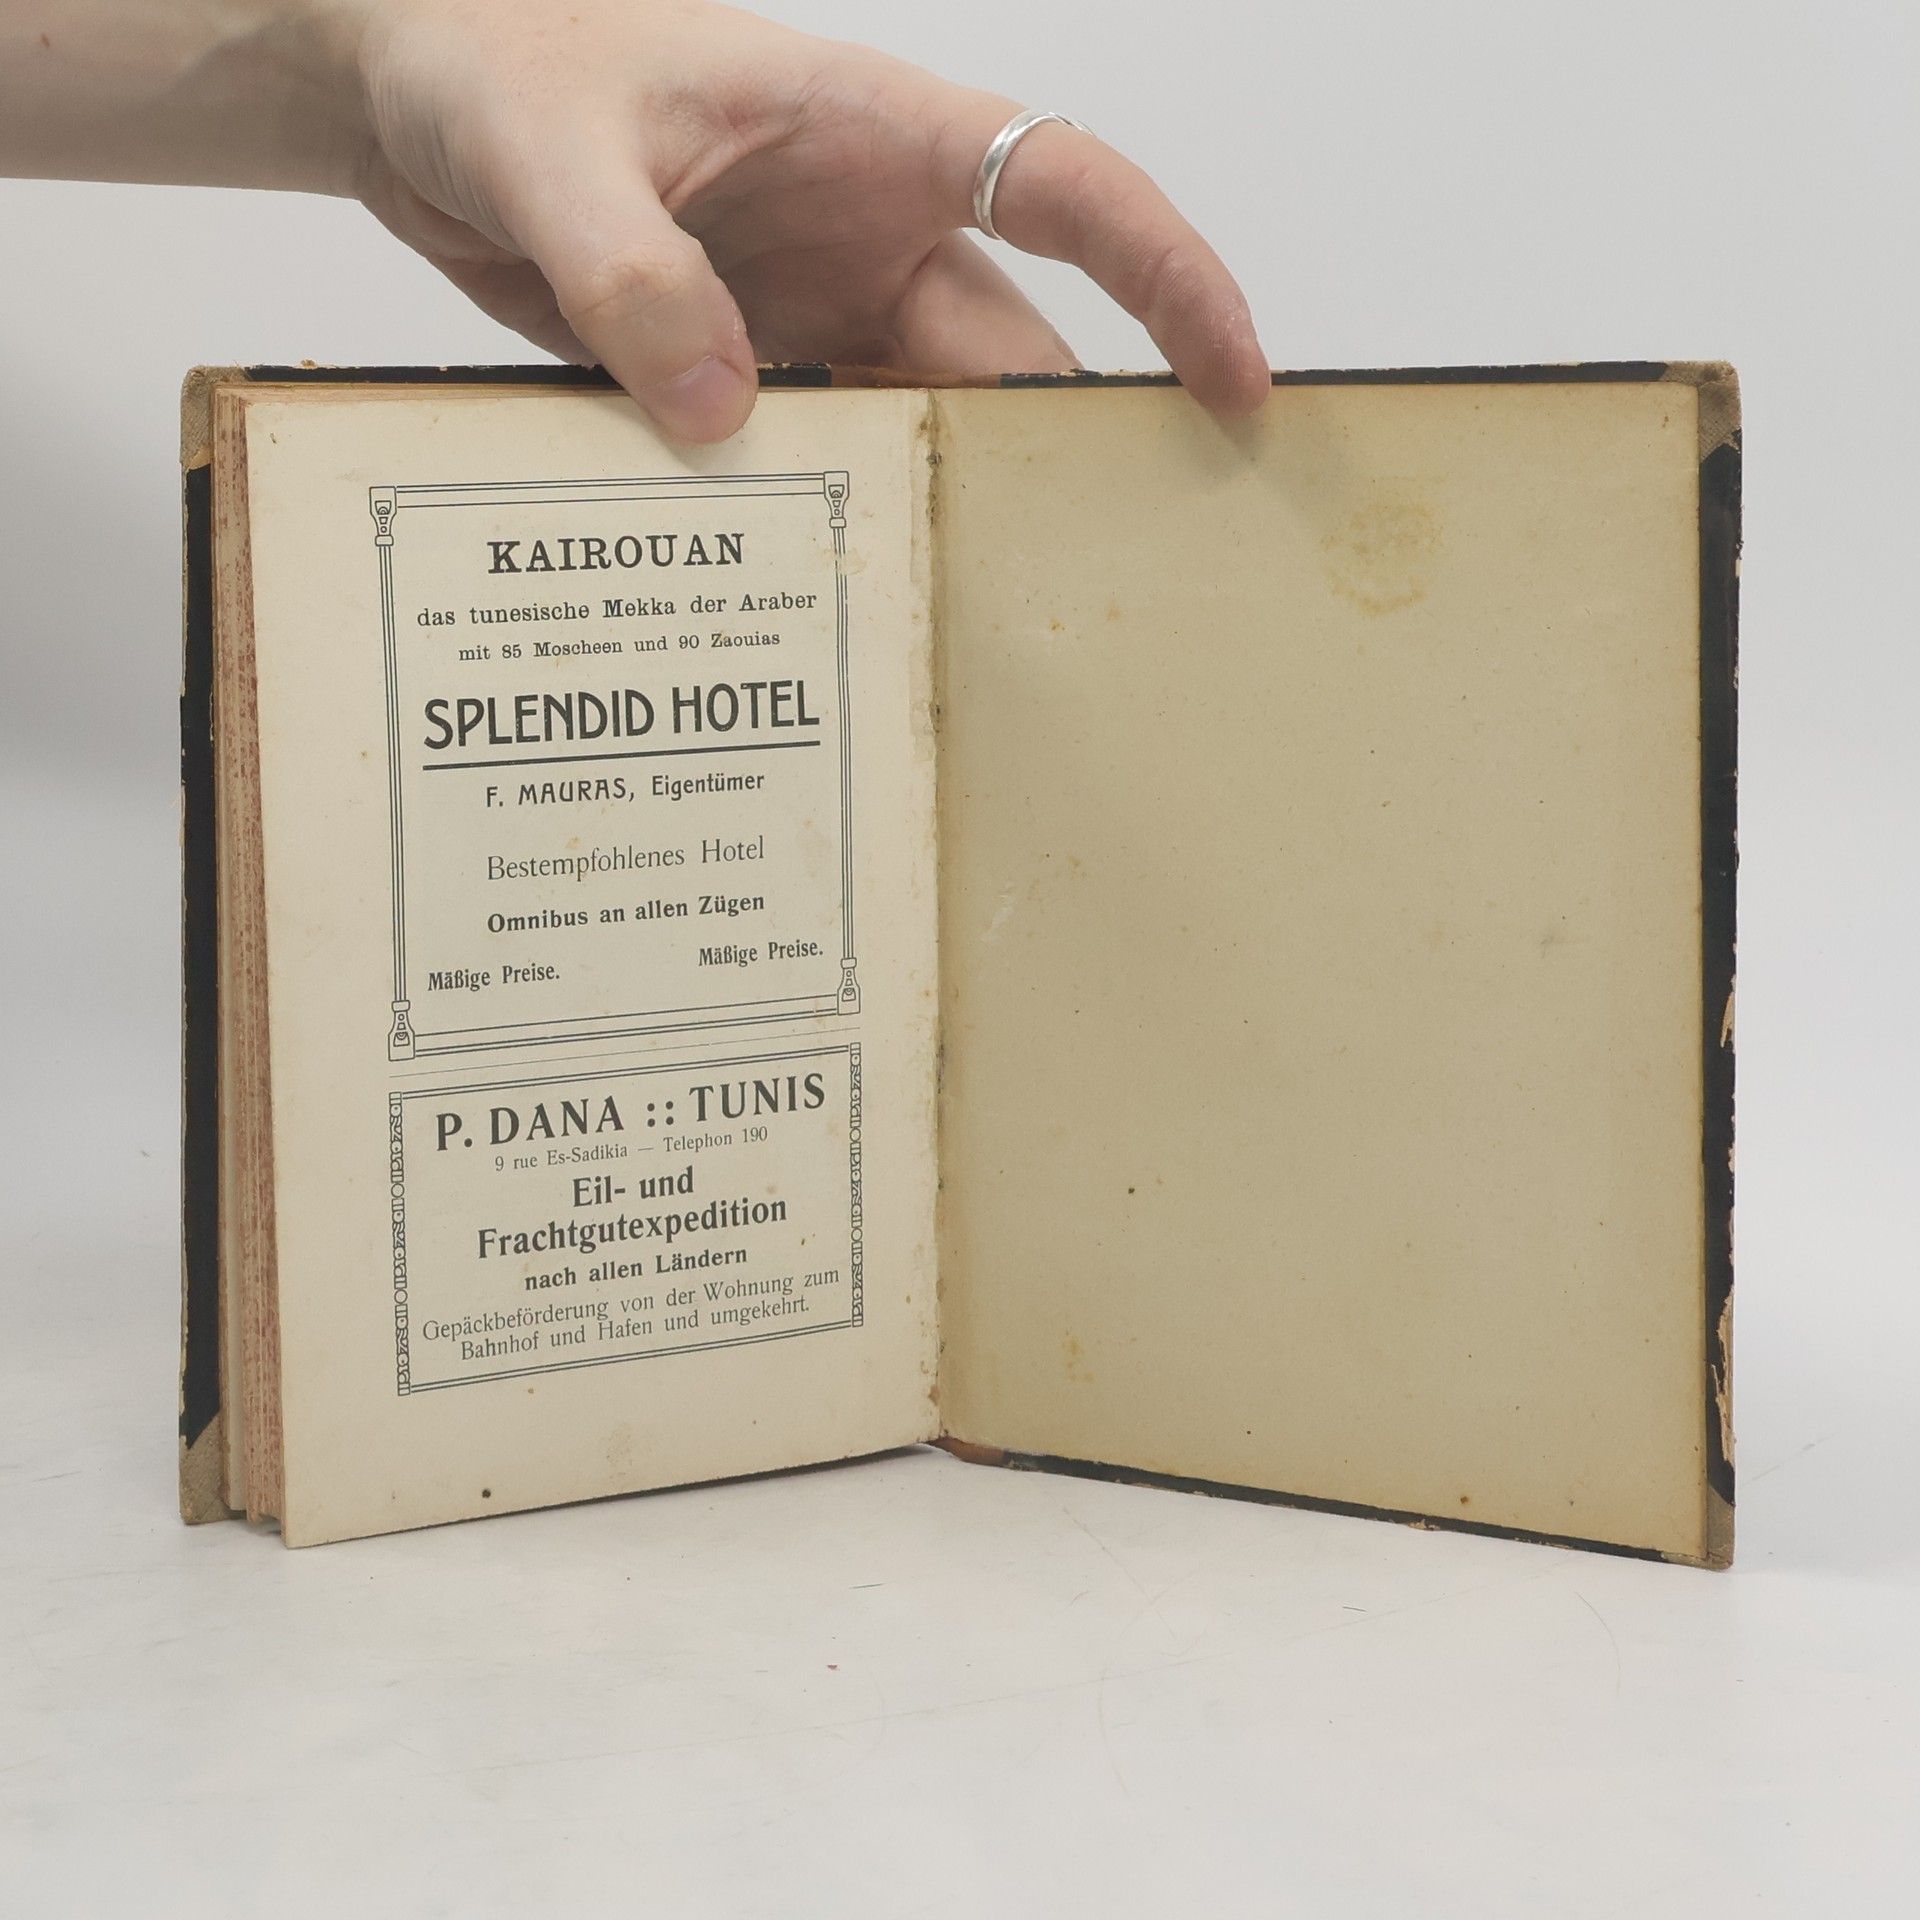 KAIROUAN
das tunesische Mekka der Araber
mit 85 Moscheen und 90 Zaouias
SPLENDID HOTEL
F. MAURAS, Eigentümer
Bestempfohlenes Hotel
Omnibus an allen Zügen
Mäßige Preise. Mäßige Preise.
P. DANA :: TUNIS
9 rue Es-Sadikia — Telephon 190
Eil- und
Frachtgutexpedition
nach allen Ländern
Gepäckbeförderung von der Wohnung zum
Bahnhof und Hafen und umgekehrt.